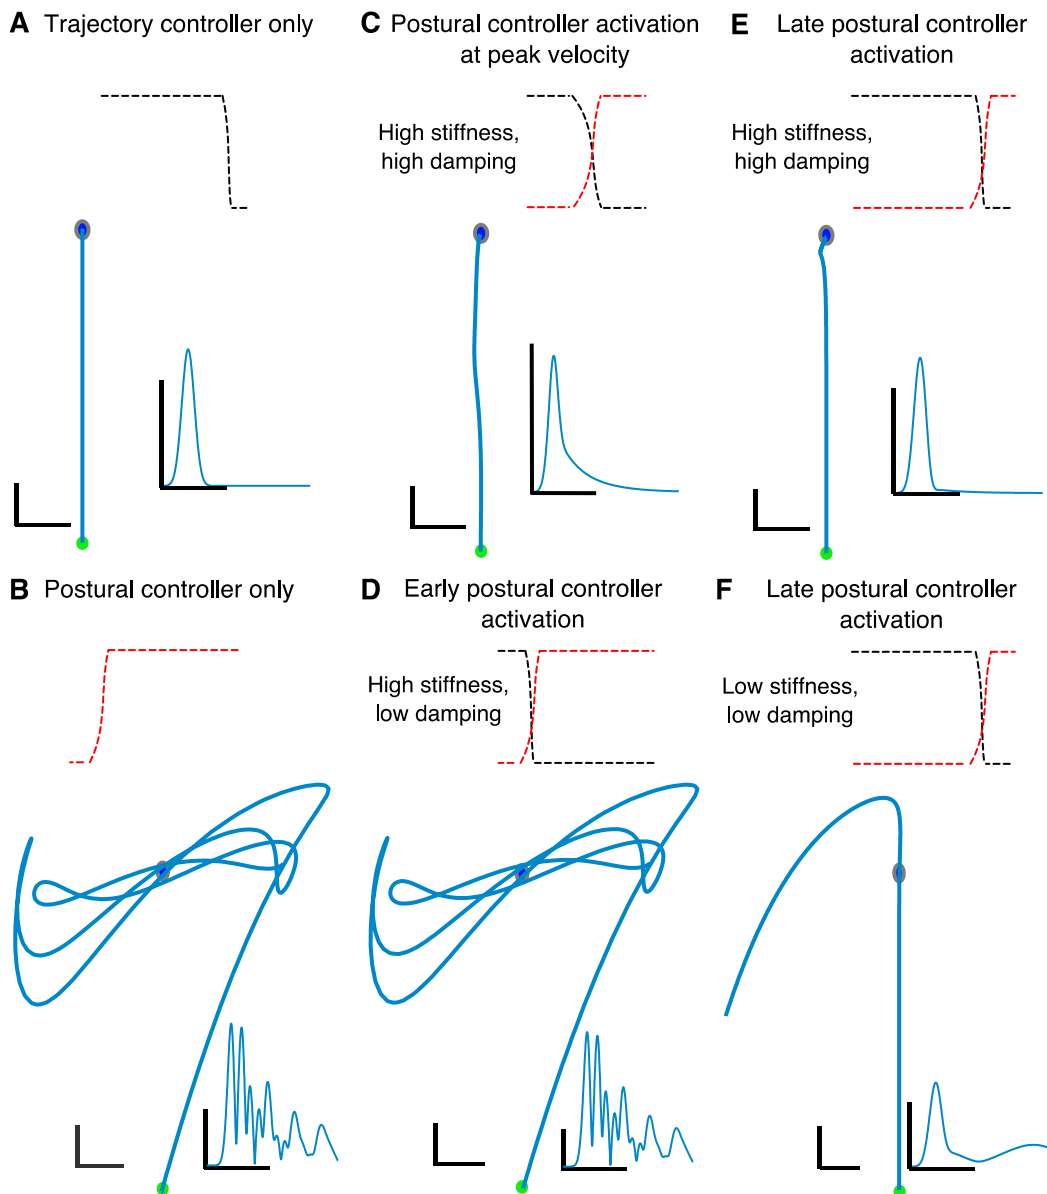 A Trajectory controller only
C Postural controller activation
at peak velocity
High stiffness,
high damping
E Late postural controller
activation
High stiffness,
high damping
B Postural controller only
D Early postural controller
activation
High stiffness,
low damping
F Late postural controller
activation
Low stiffness,
low damping